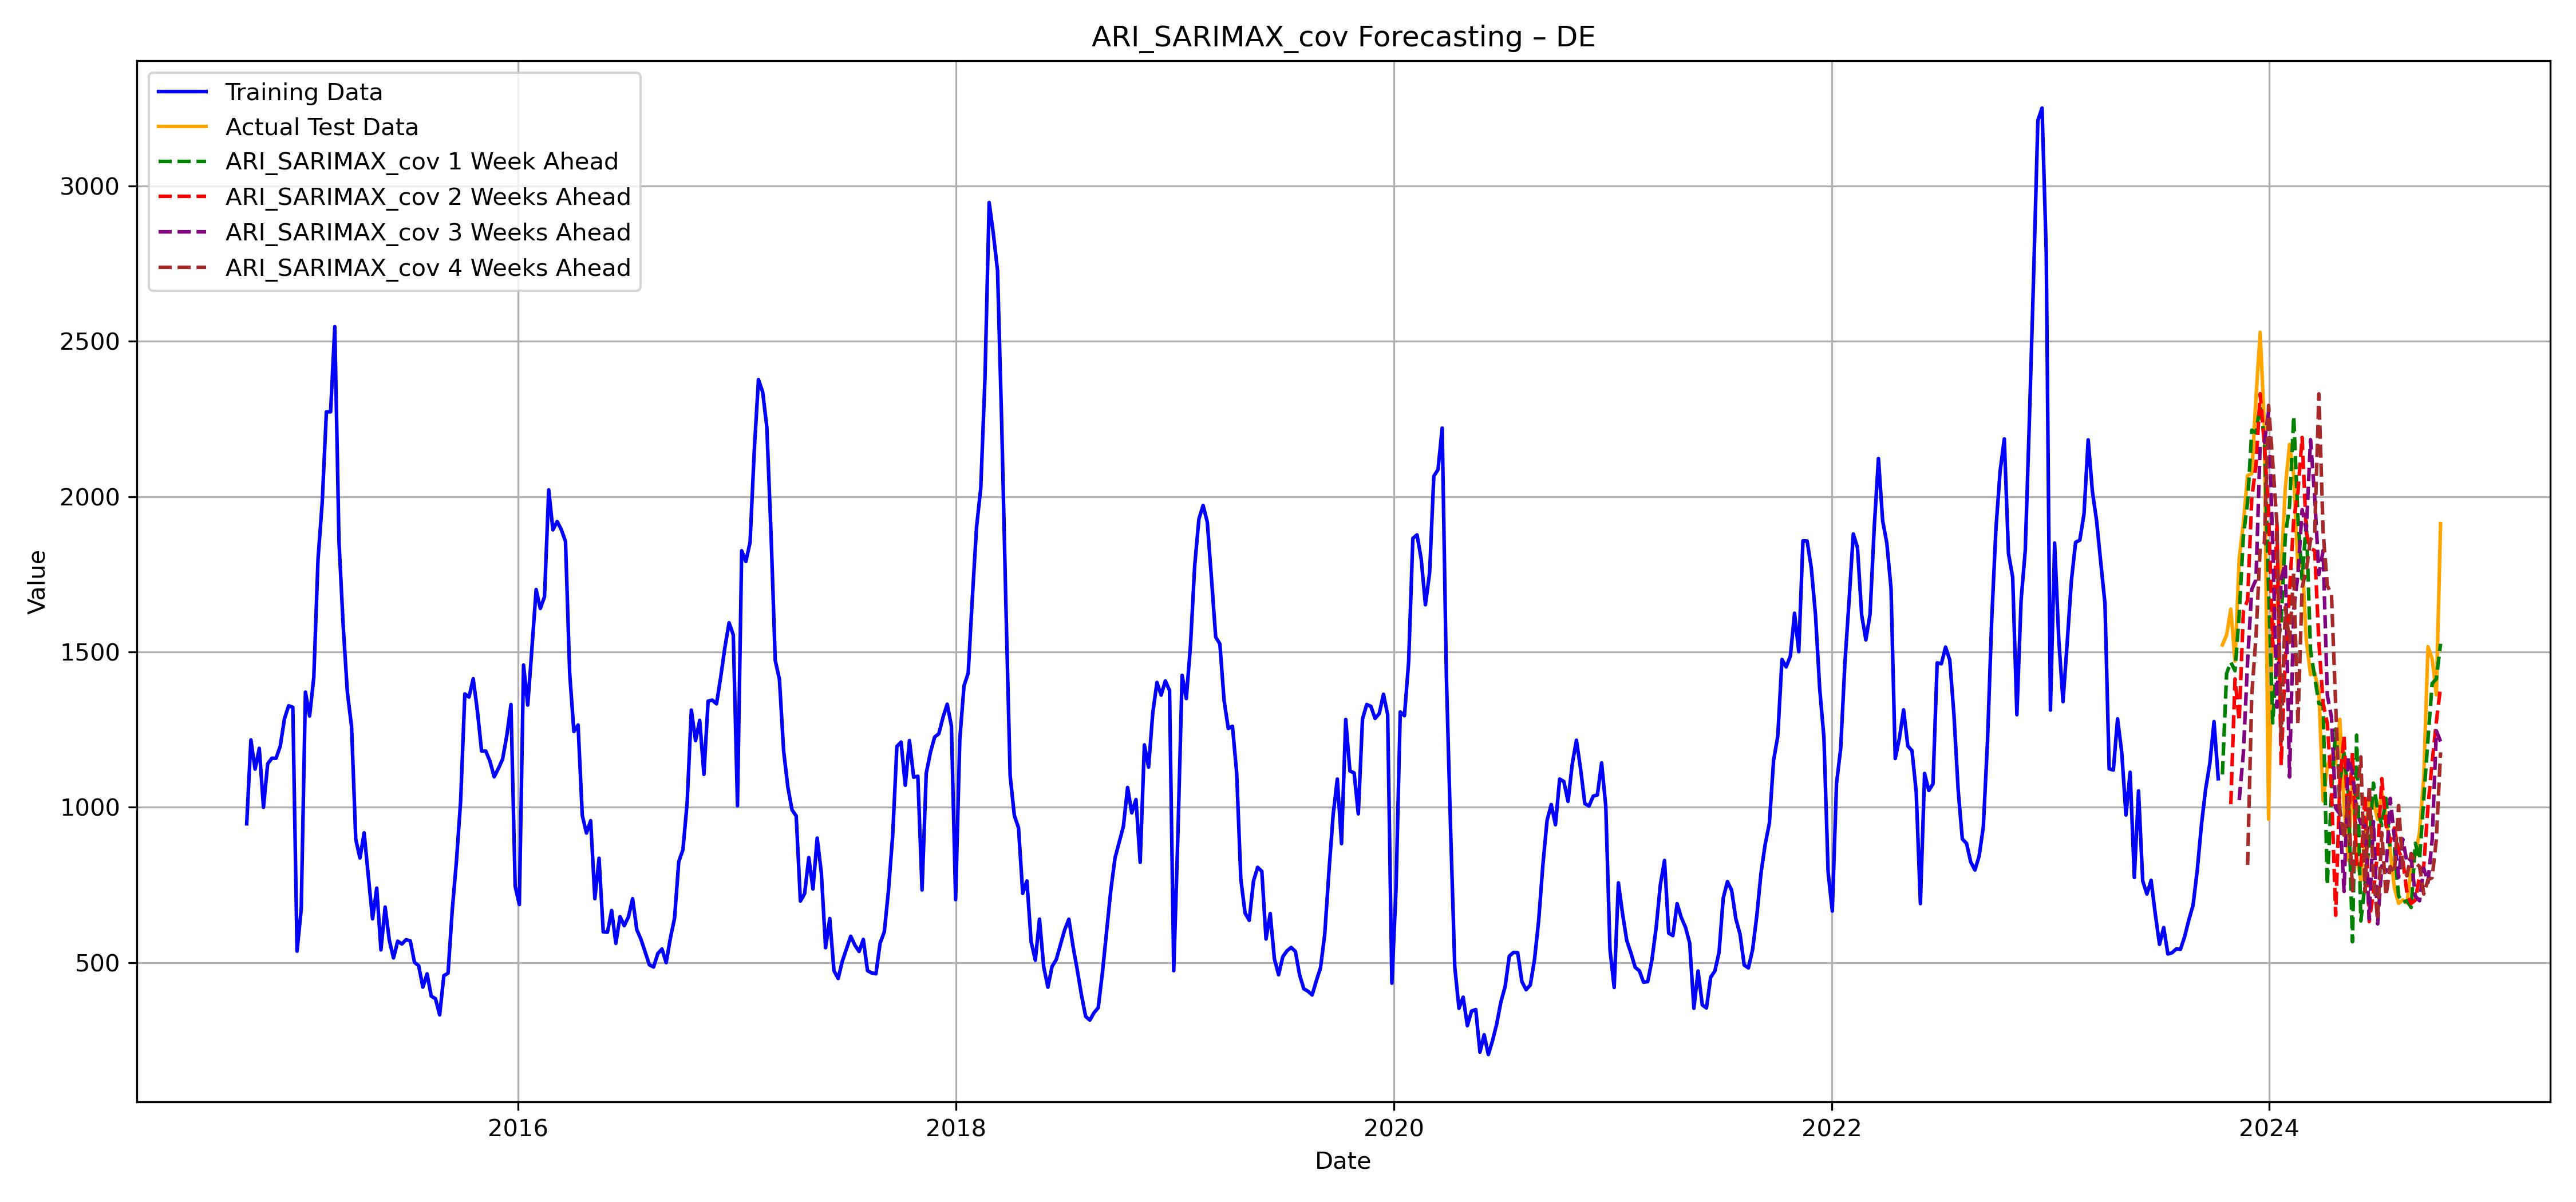 ARI_SARIMAX_cov Forecasting – DE
Training Data
Actual Test Data
ARI_SARIMAX_cov 1 Week Ahead
ARI_SARIMAX_cov 2 Weeks Ahead
ARI_SARIMAX_cov 3 Weeks Ahead
ARI_SARIMAX_cov 4 Weeks Ahead
Value
3000
2500
2000
1500
1000
500
2016
2018
2020
2022
2024
Date